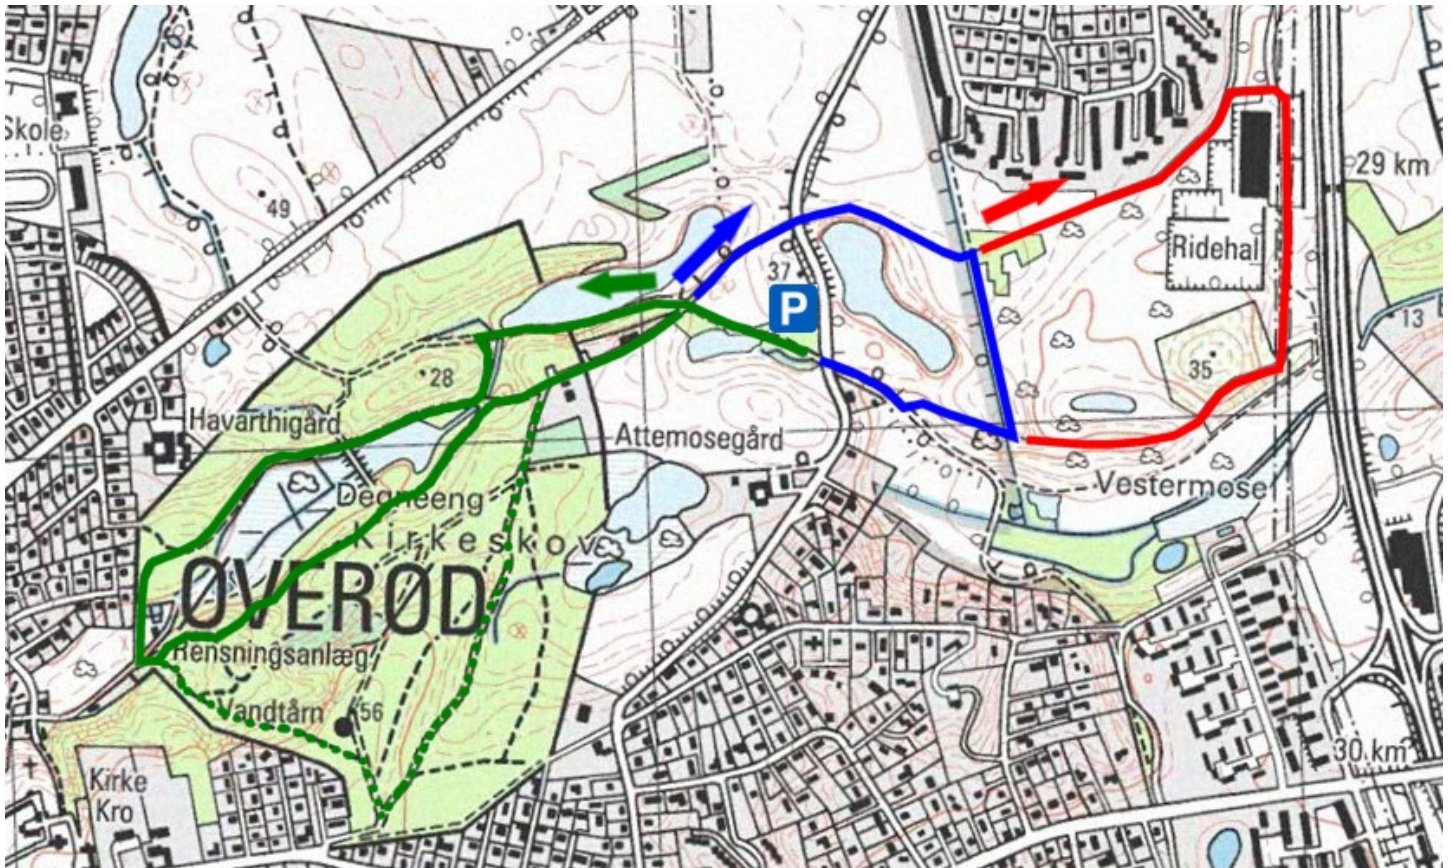 Skole
49
29 km
Ridehal
37
P
13
35
28
Havarthigård
Attemosegård
Degneeng
Vestermose
Kirkeskov
ØVERØD
Rensningsanlæg
Vandtårn
56
30 km
Kirke
Kro